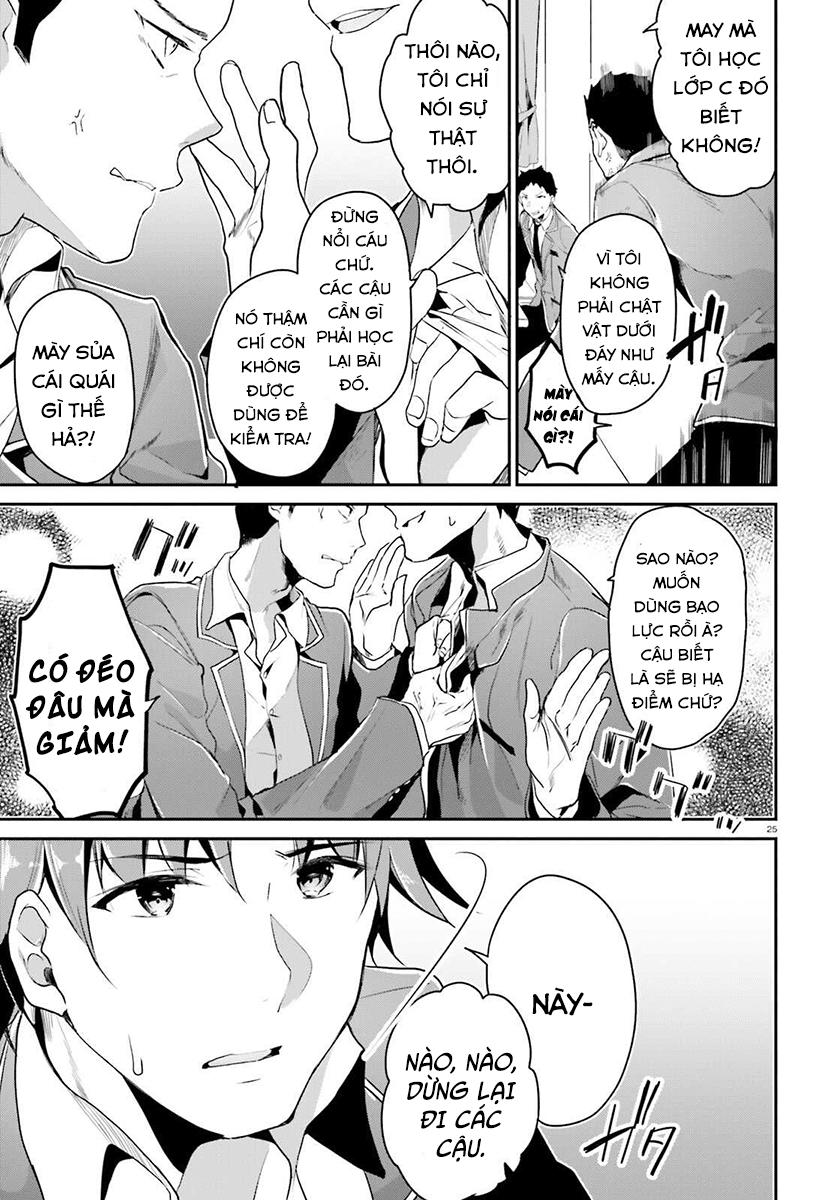 MAY MÀ
TÔI HỌC
LỚP C ĐÓ
BIẾT
KHÔNG!
VÌ TÔI
KHÔNG
PHẢI CHẬT
VẬT DƯỚI
ĐÁY NHƯ
MẤY CẬU.
MÀY
NÓI CÁI
GÌ?!
ガタ
THÔI NÀO,
TÔI CHỈ
NÓI SỰ
THẬT
THÔI.
ĐỪNG
NỔI CÁU
CHỨ.
CÁC CẬU
CẦN GÌ
PHẢI HỌC
LẠI BÀI
ĐÓ.
NÓ THẬM
CHÍ CÒN
KHÔNG
ĐƯỢC
DÙNG ĐỂ
KIỂM TRA!
MÀY SỦA
CÁI QUÁI
GÌ THẾ
HẢ?!
SAO NÀO?
MUỐN
DÙNG BẠO
LỰC RỒI À?
CẬU BIẾT
LÀ SẼ BỊ HẠ
ĐIỂM CHỨ?
CÓ ĐÉO
ĐÂU MÀ
GIẢM!
25
NÀY-
NÀO, NÀO,
DỪNG LẠI
ĐI CÁC
CẬU.
ガタ